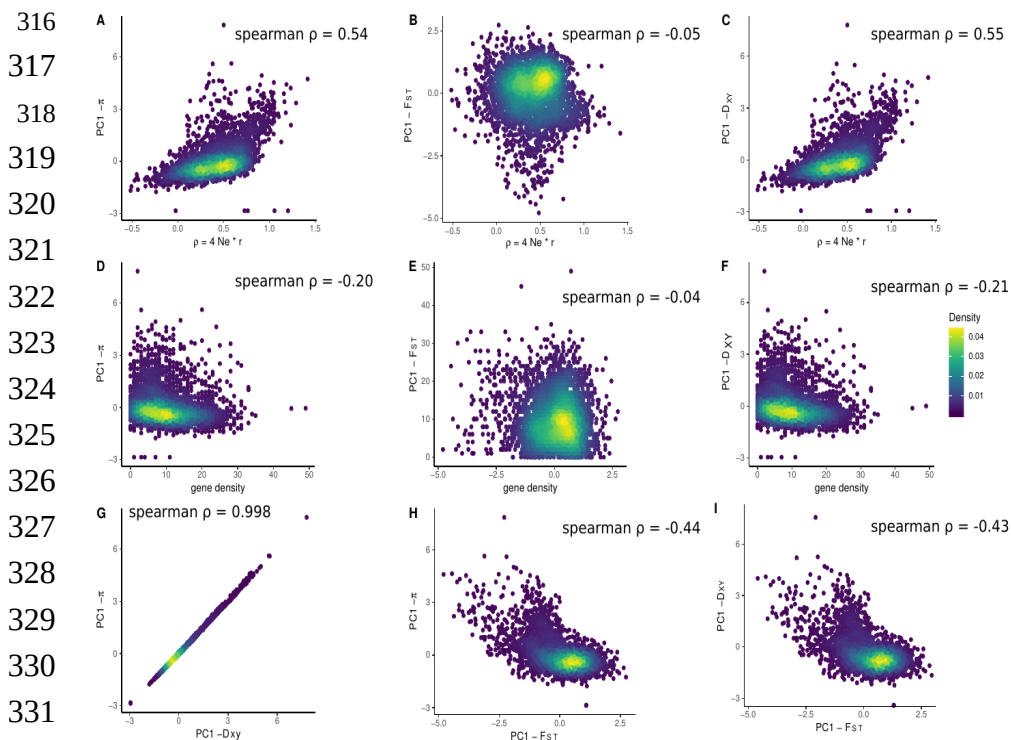 316
317
318
319
320
321
322
323
324
325
326
327
328
329
330
331
A
spearman ρ = 0.54
PC1 -π
6
3
0
-3
-0.5
0.0
0.5
1.0
1.5
ρ = 4 Ne * r
B
spearman ρ = -0.05
PC1 - FST
2.5
0.0
-2.5
-5.0
-0.5
0.0
0.5
1.0
1.5
ρ = 4 Ne * r
C
spearman ρ = 0.55
PC1 -DXY
6
3
0
-3
-0.5
0.0
0.5
1.0
1.5
ρ = 4 Ne * r
D
spearman ρ = -0.20
PC1 -π
6
3
0
-3
0
10
20
30
40
50
gene density
E
spearman ρ = -0.04
PC1 - FST
50
40
30
20
10
0
-5.0
-2.5
0.0
2.5
gene density
F
spearman ρ = -0.21
PC1 -DXY
6
3
0
-3
0
10
20
30
40
50
gene density
Density
0.04
0.02
0.01
G
spearman ρ = 0.998
PC1 -π
6
3
0
-3
-3
0
3
6
PC1 -Dxy
H
spearman ρ = -0.44
PC1 -π
6
3
0
-3
-5.0
-2.5
0.0
2.5
PC1 -FST
I
spearman ρ = -0.43
PC1 -DXY
6
3
0
-3
-5.0
-2.5
0.0
2.5
PC1 -FST